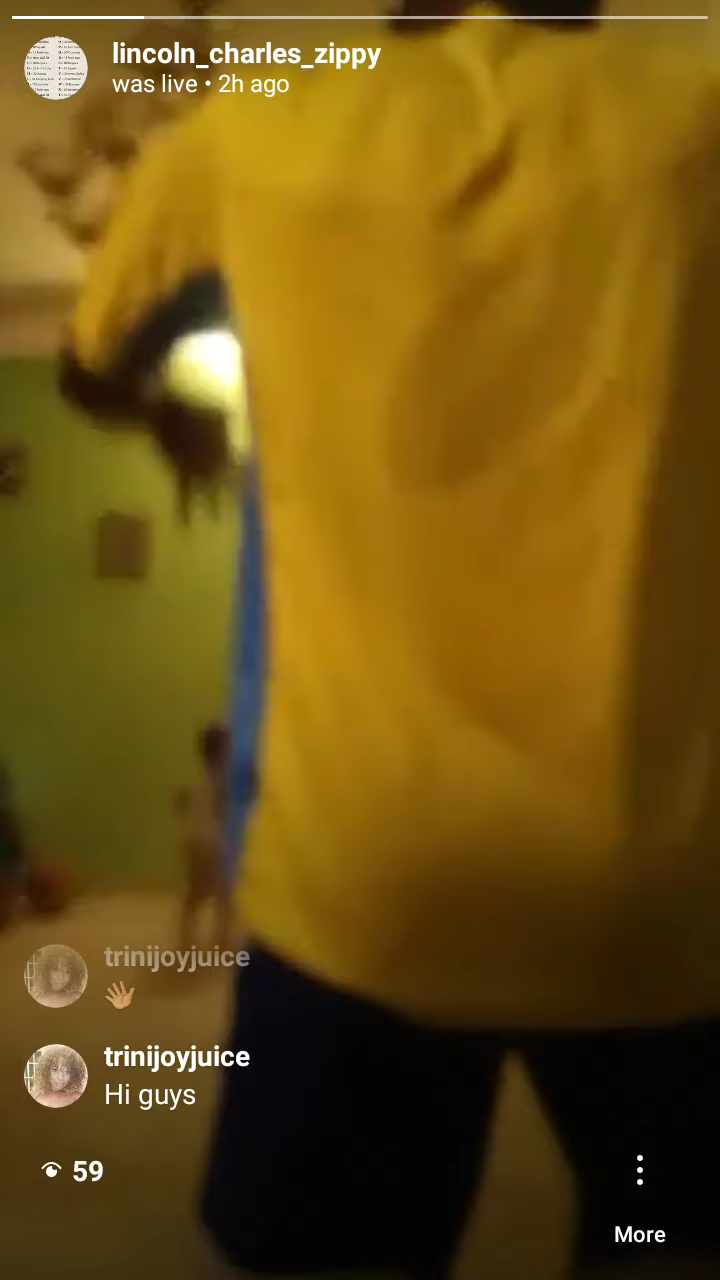 lincoln_charles_zippy
was live • 2h ago
trinijoyjuice
👋🏼
trinijoyjuice
Hi guys
59
More